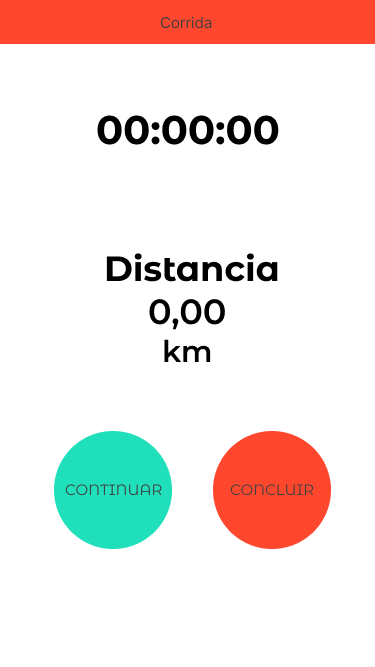 Corrida
00:00:00
Distancia
0,00
km
CONTINUAR
CONCLUIR